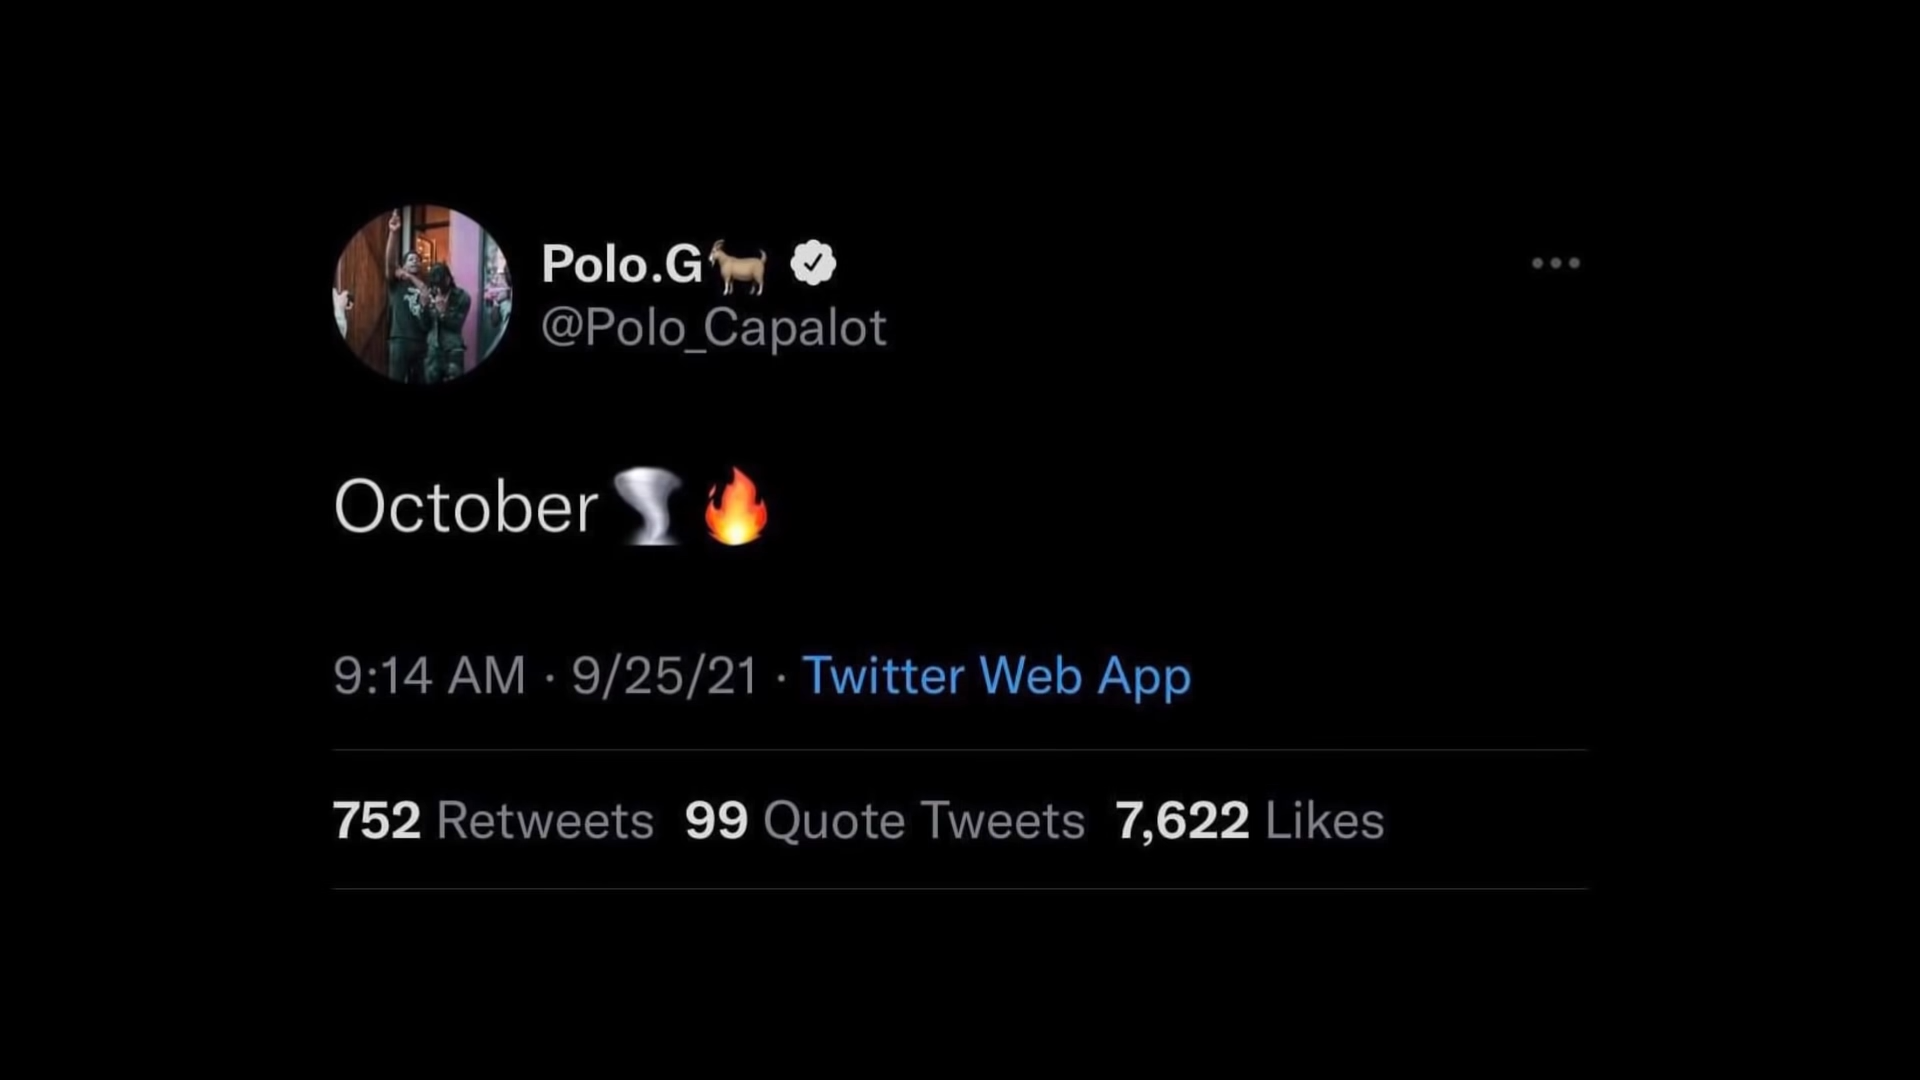 Polo.G🐐
@Polo_Capalot
October🌪️🔥
9:14 AM · 9/25/21 · Twitter Web App
752 Retweets 99 Quote Tweets 7,622 Likes